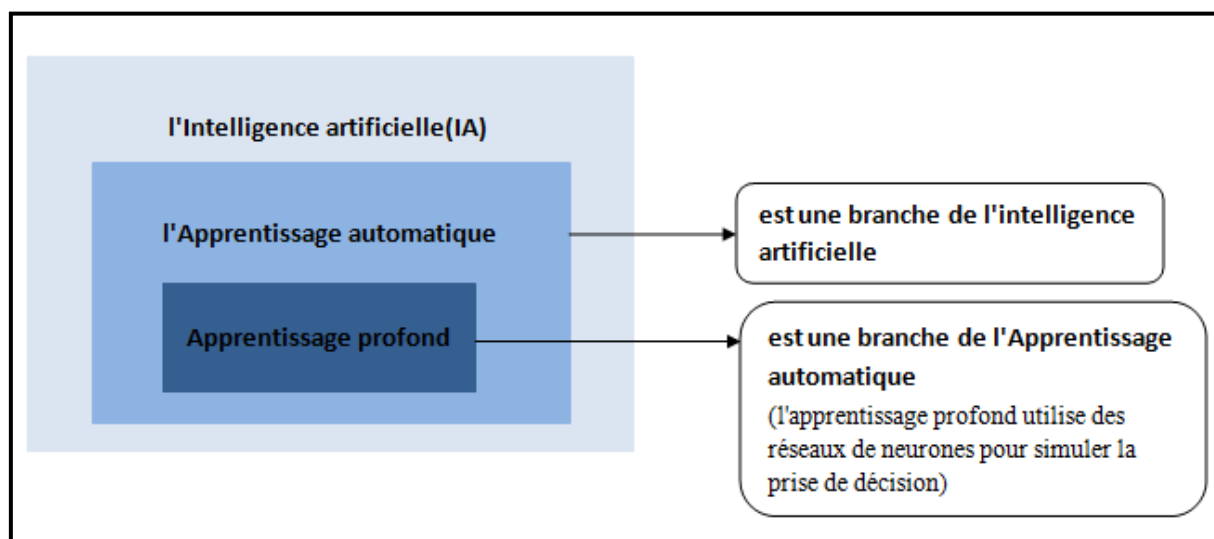 l'Intelligence artificielle(IA)
l'Apprentissage automatique
Apprentissage profond
est une branche de l'intelligence
artificielle
est une branche de l'Apprentissage
automatique
(l'apprentissage profond utilise des
réseaux de neurones pour simuler la
prise de décision)